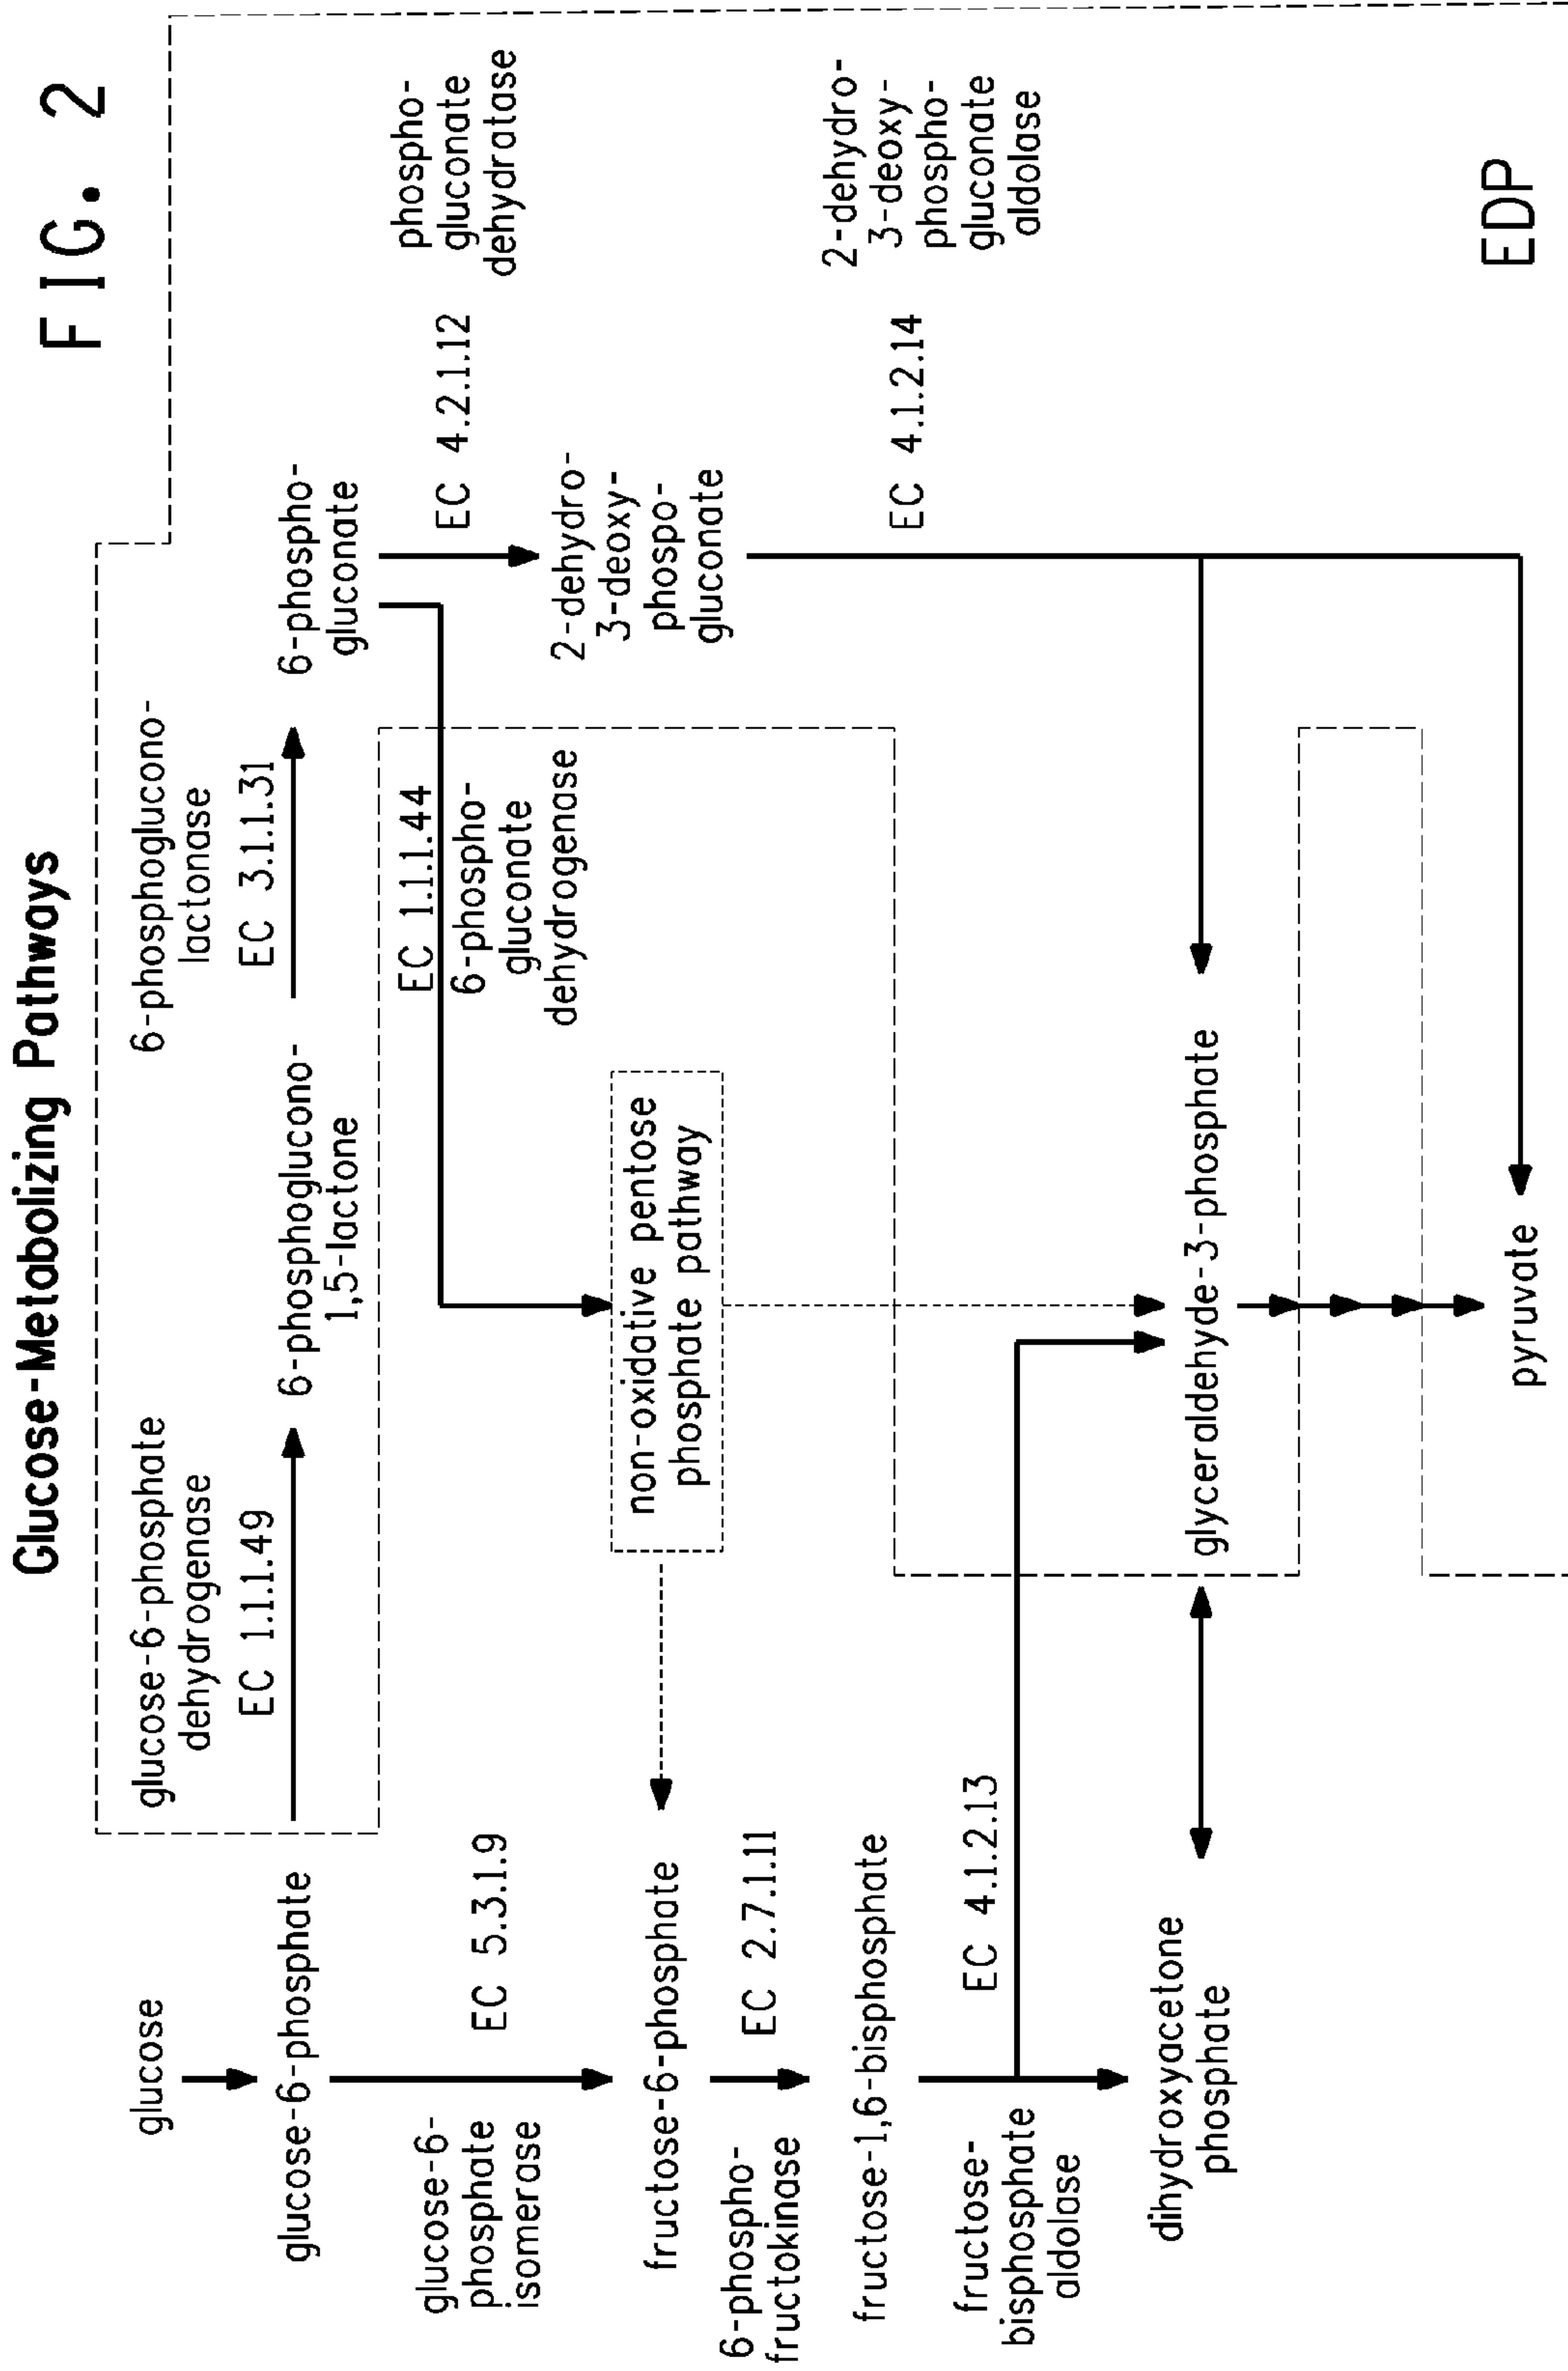 Glucose-Metabolizing Pathways
FIG. 2
glucose
glucose-6-phosphate
dehydrogenase
EC 1.1.1.49
6-phosphoglucono-
lactonase
EC 3.1.1.31
glucose-6-phosphate
6-phosphoglucono-
1,5-lactone
6-phospho-
gluconate
glucose-6-
phosphate
isomerase
EC 5.3.1.9
EC 1.1.1.44
6-phospho-
gluconate
dehydrogenase
EC 4.2.1.12
phospho-
gluconate
dehydratase
fructose-6-phosphate
non-oxidative pentose
phosphate pathway
2-dehydro-
3-deoxy-
phospo-
gluconate
6-phospho-
fructokinase
EC 2.7.1.11
fructose-1,6-bisphosphate
EC 4.1.2.14
2-dehydro-
3-deoxy-
phospho-
gluconate
aldolase
fructose-
bisphosphate
aldolase
EC 4.1.2.13
dihydroxyacetone
phosphate
glyceraldehyde-3-phosphate
pyruvate
EDP